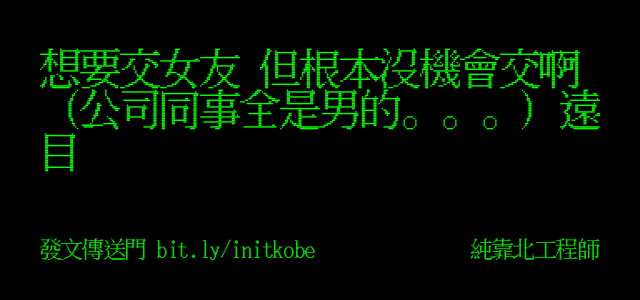 想要交女友 但根本沒機會交啊
（公司同事全是男的。。。）遠
目
發文傳送門 bit.ly/initkobe
純靠北工程師